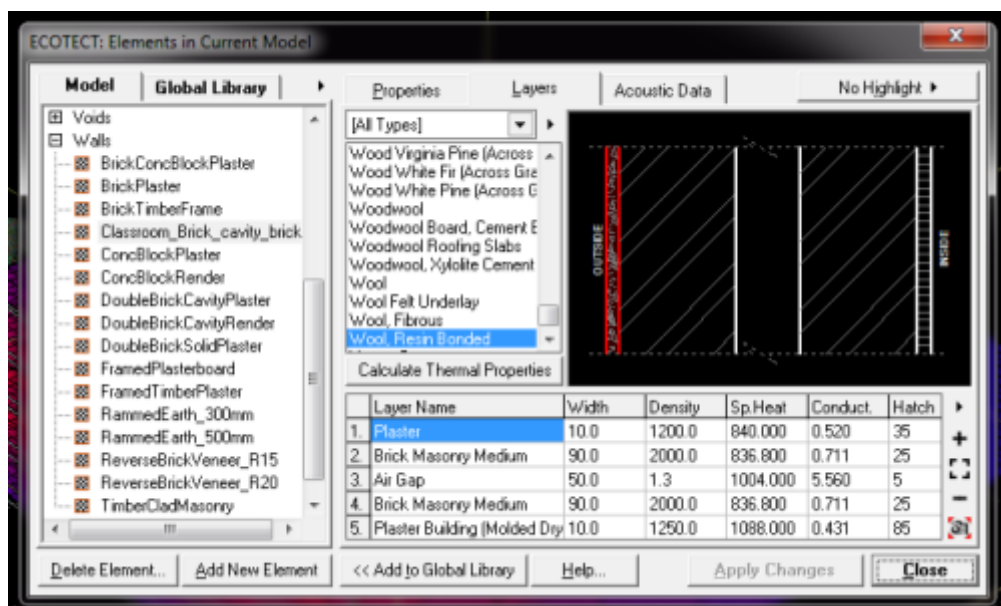 ECOTECT: Elements in Current Model
Model Global Library
Voids
Walls
BrickConcBlockPlaster
BrickPlaster
BrickTimberFrame
Classroom_Brick_cavity_brick
ConcBlockPlaster
ConcBlockRender
DoubleBrickCavityPlaster
DoubleBrickCavityRender
DoubleBrickSolidPlaster
FramedPlasterboard
FramedTimberPlaster
RammedEarth_300mm
RammedEarth_500mm
ReverseBrickVeneer_R15
ReverseBrickVeneer_R20
TimberCladMasonry
Delete Element... Add New Element
Properties Layers Acoustic Data No Highlight
[All Types]
Wood Virginia Pine (Across
Wood White Fir (Across Gra
Wood White Pine (Across G
Woodwool
Woodwool Board, Cement B
Woodwool Roofing Slabs
Woodwool, Xylolite Cement
Wool
Wool Felt Underlay
Wool, Fibrous
Wool, Resin Bonded
Calculate Thermal Properties
OUTSIDE
INSIDE
Layer Name Width Density Sp.Heat Conduct. Hatch
1. Plaster 10.0 1200.0 840.000 0.520 35
2. Brick Masonry Medium 90.0 2000.0 836.800 0.711 25
3. Air Gap 50.0 1.3 1004.000 5.560 5
4. Brick Masonry Medium 90.0 2000.0 836.800 0.711 25
5. Plaster Building (Molded Dry 10.0 1250.0 1088.000 0.431 85
<< Add to Global Library Help... Apply Changes Close